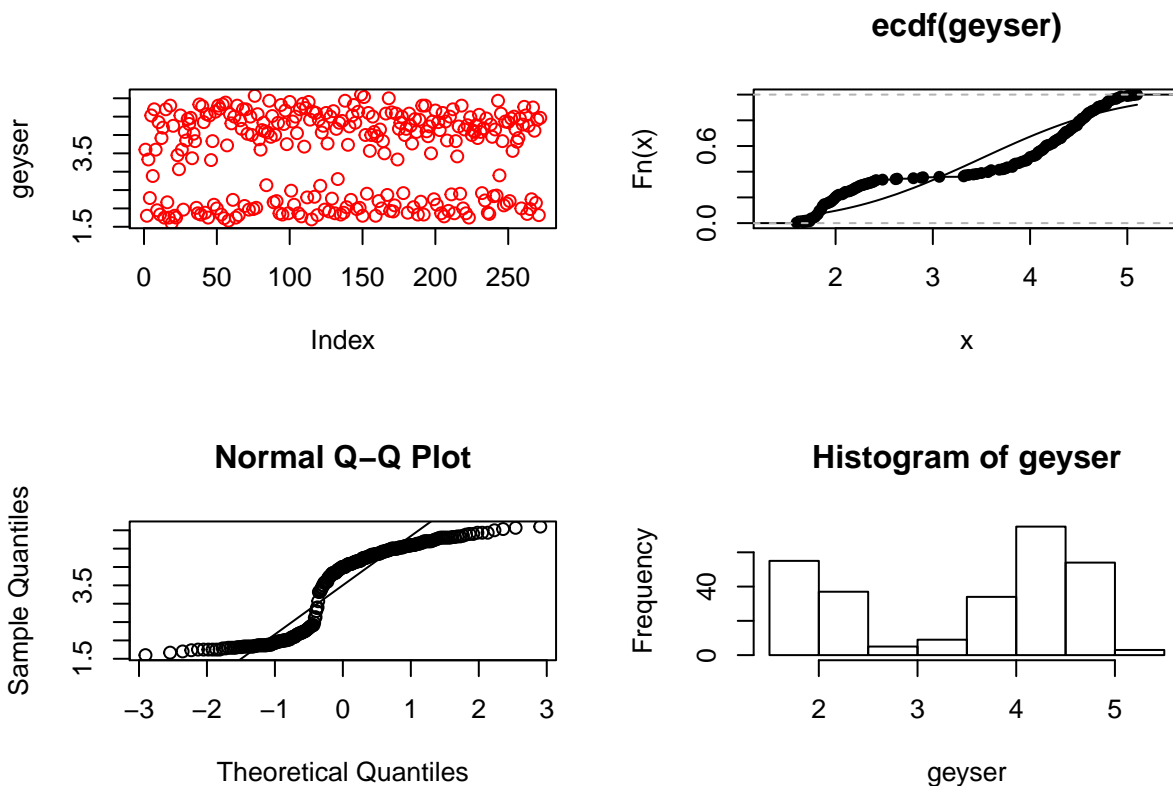 geyser
3.5
1.5
0 50 100 150 200 250
Index
ecdf(geyser)
Fn(x)
0.6
0.0
2 3 4 5
x
Normal Q−Q Plot
Sample Quantiles
3.5
1.5
−3 −2 −1 0 1 2 3
Theoretical Quantiles
Histogram of geyser
Frequency
40
0
2 3 4 5
geyser